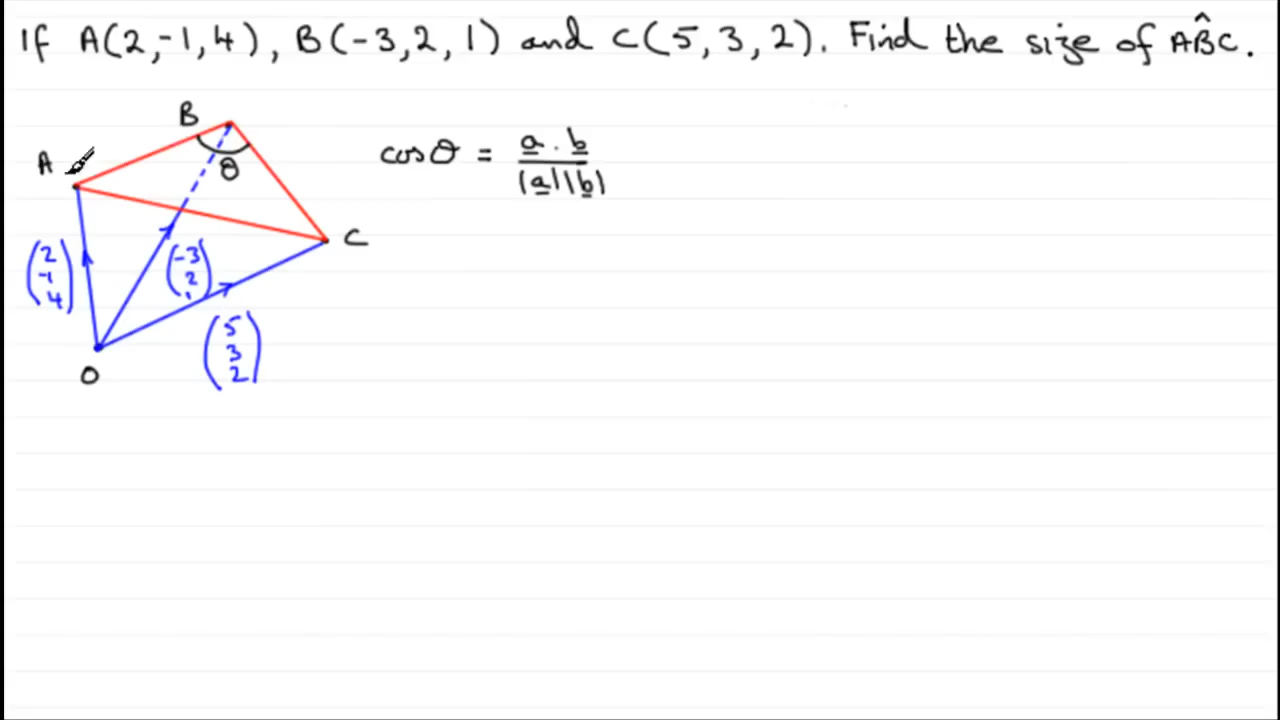 If A(2,-1,4), B(-3,2,1) and C(5,3,2). Find the size of AB̂C.
B
A
θ
cosθ = a̲ . b̲
|a̲||b̲|
C
(2
-1
4)
(-3
2
1)
(5
3
2)
O